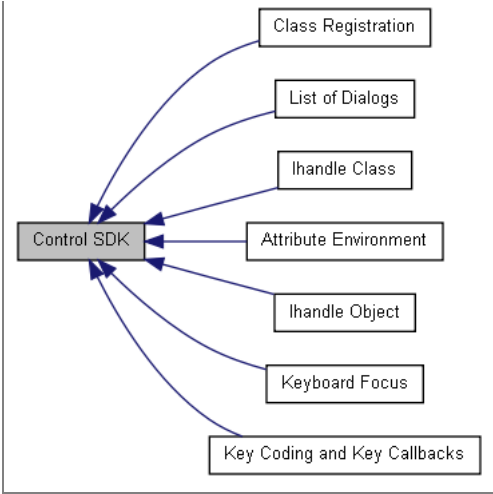 Class Registration
List of Dialogs
Ihandle Class
Control SDK
Attribute Environment
Ihandle Object
Keyboard Focus
Key Coding and Key Callbacks